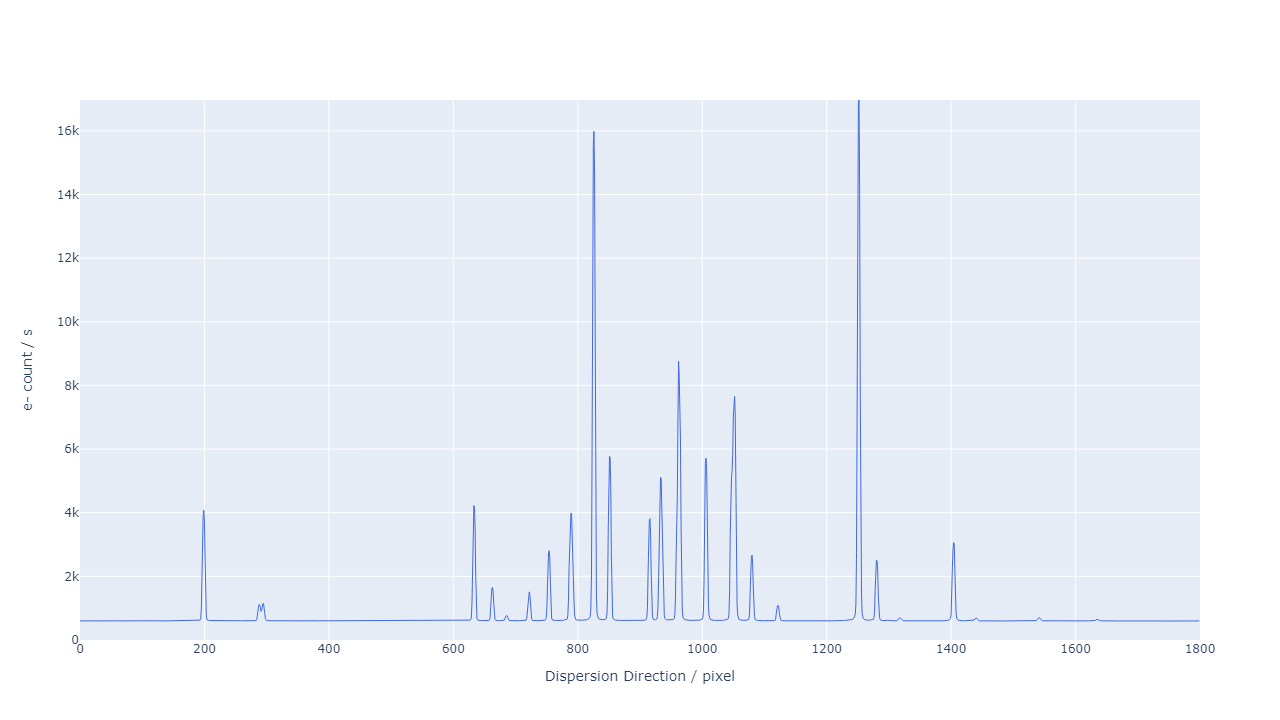 16k
14k
12k
10k
8k
6k
4k
2k
0
e- count / s
0 200 400 600 800 1000 1200 1400 1600 1800
Dispersion Direction / pixel